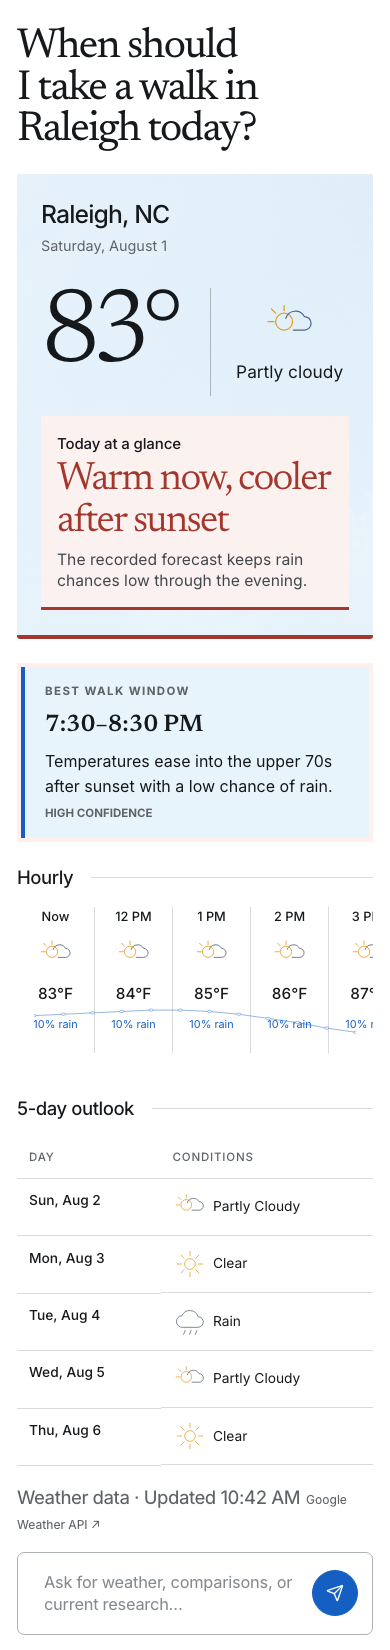 When should
I take a walk in
Raleigh today?
Raleigh, NC
Saturday, August 1
83°
Partly cloudy
Today at a glance
Warm now, cooler
after sunset
The recorded forecast keeps rain
chances low through the evening.
BEST WALK WINDOW
7:30–8:30 PM
Temperatures ease into the upper 70s
after sunset with a low chance of rain.
HIGH CONFIDENCE
Hourly
Now 12 PM 1 PM 2 PM 3 P
83°F 84°F 85°F 86°F 87°
10% rain 10% rain 10% rain 10% rain 10% r
5-day outlook
DAY CONDITIONS
Sun, Aug 2 Partly Cloudy
Mon, Aug 3 Clear
Tue, Aug 4 Rain
Wed, Aug 5 Partly Cloudy
Thu, Aug 6 Clear
Weather data · Updated 10:42 AM Google
Weather API ↗
Ask for weather, comparisons, or
current research...